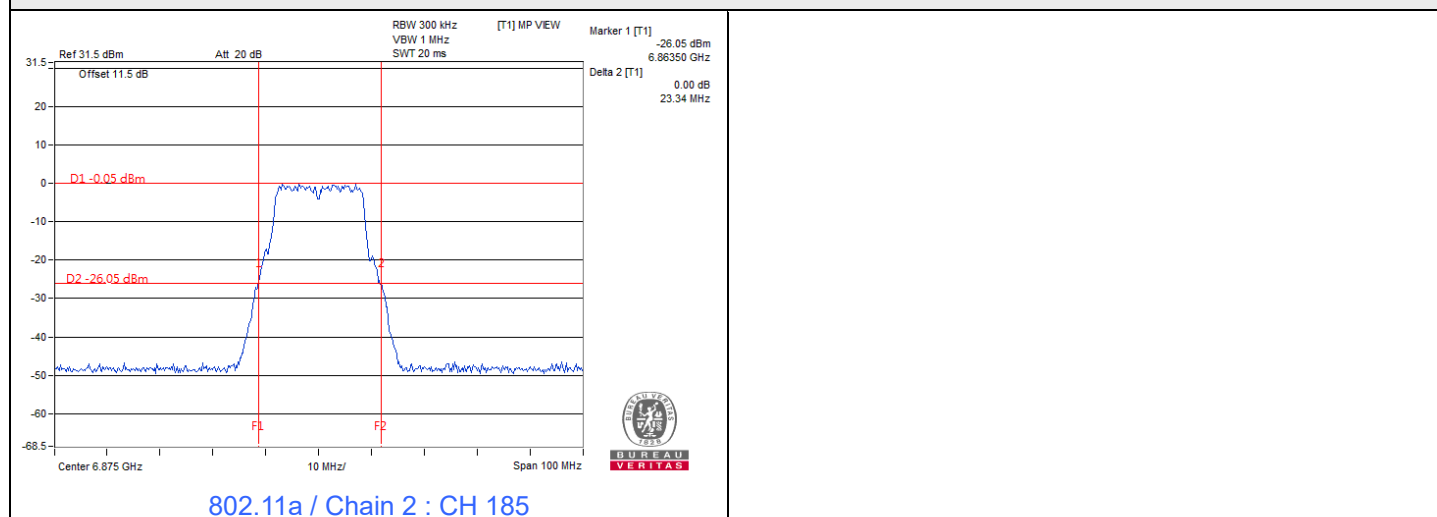 RBW 300 kHz [T1] MP VIEW
VBW 1 MHz
SWT 20 ms
Ref 31.5 dBm Att 20 dB
Offset 11.5 dB
Marker 1 [T1]
-26.05 dBm
6.86350 GHz
Delta 2 [T1]
0.00 dB
23.34 MHz
31.5
20
10
0
-10
-20
-30
-40
-50
-60
-68.5
D1 -0.05 dBm
D2 -26.05 dBm
1 2
F1 F2
Center 6.875 GHz 10 MHz/ Span 100 MHz
BUREAU VERITAS
1828
BUREAU
VERITAS
802.11a / Chain 2 : CH 185